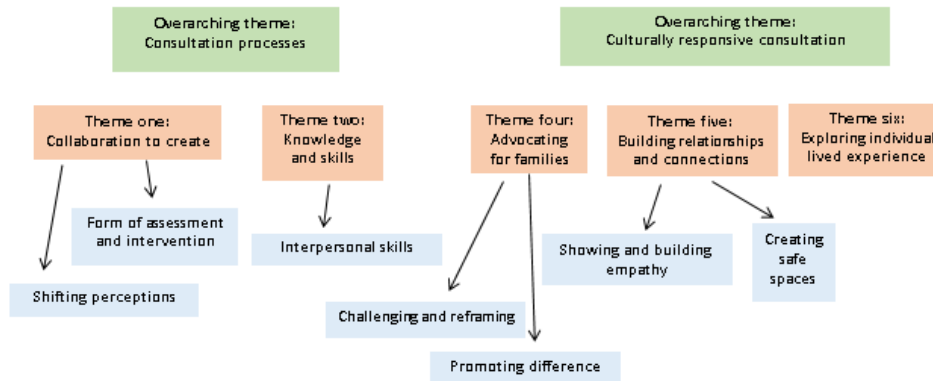 Overarching theme:
Consultation processes
Overarching theme:
Culturally responsive consultation
Theme one:
Collaboration to create
Theme two:
Knowledge
and skills
Theme four:
Advocating
for families
Theme five:
Building relationships
and connections
Theme six:
Exploring individual
lived experience
Form of assessment
and intervention
Shifting perceptions
Interpersonal skills
Challenging and reframing
Promoting difference
Showing and building
empathy
Creating
safe
spaces